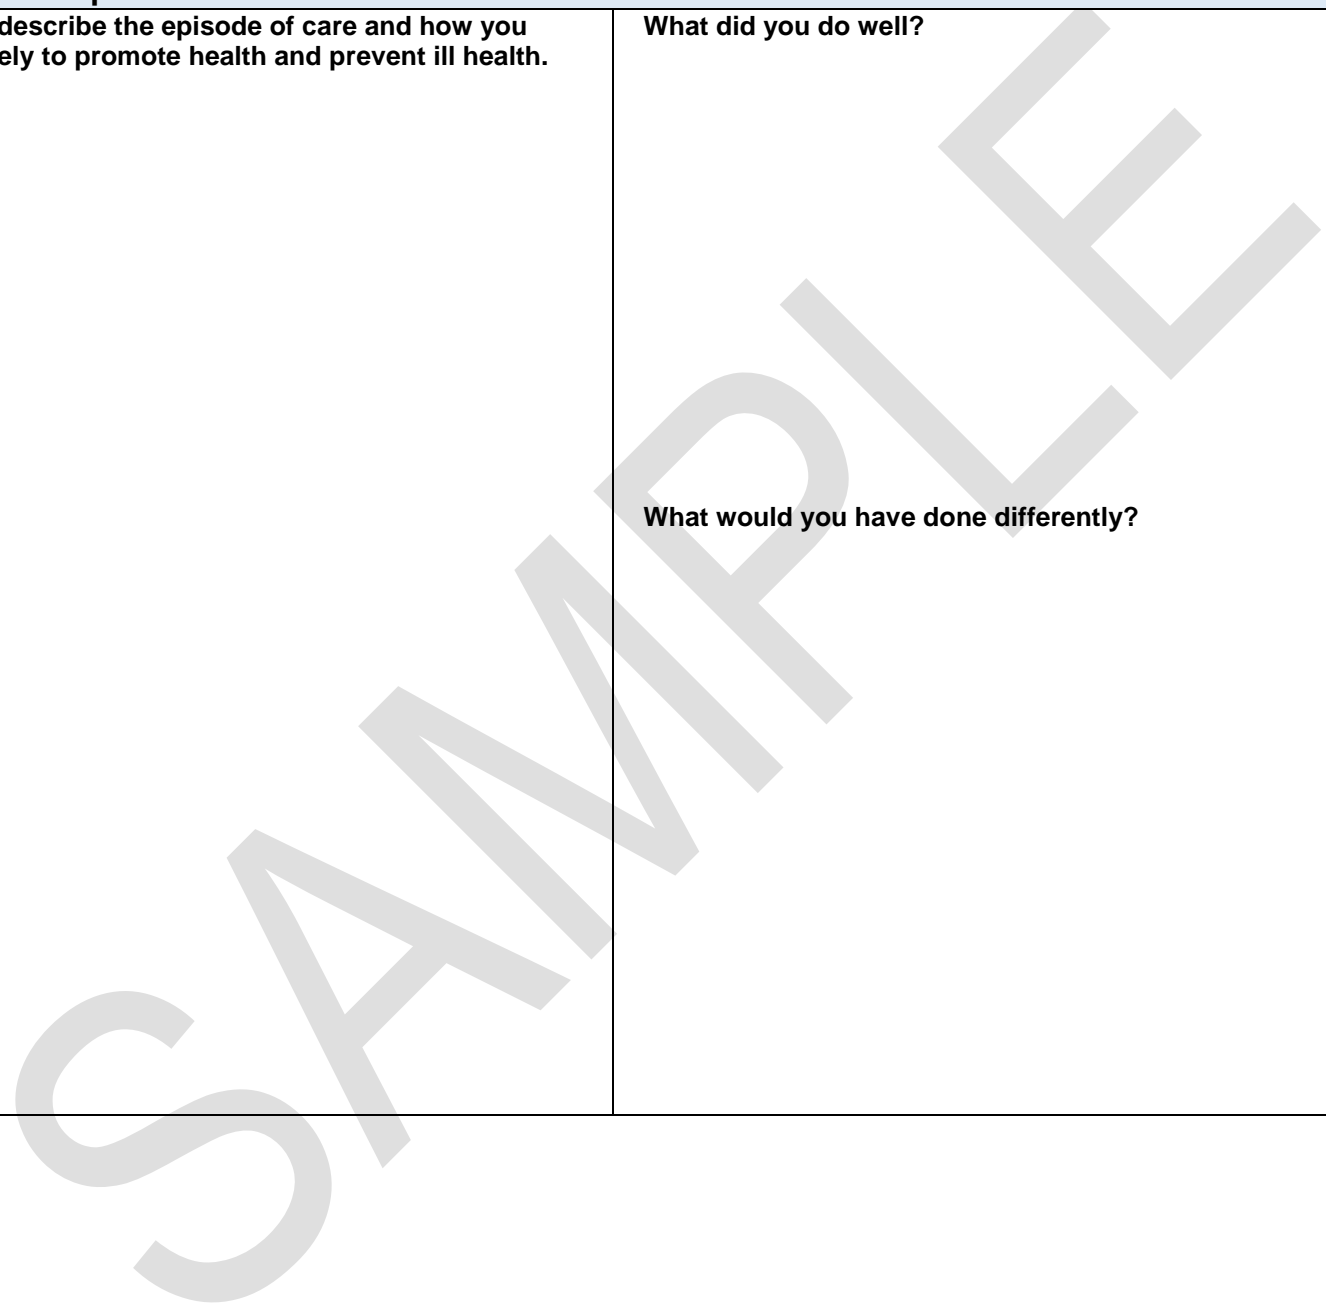 describe the episode of care and how you
ely to promote health and prevent ill health.
What did you do well?
What would you have done differently?
SAMPLE